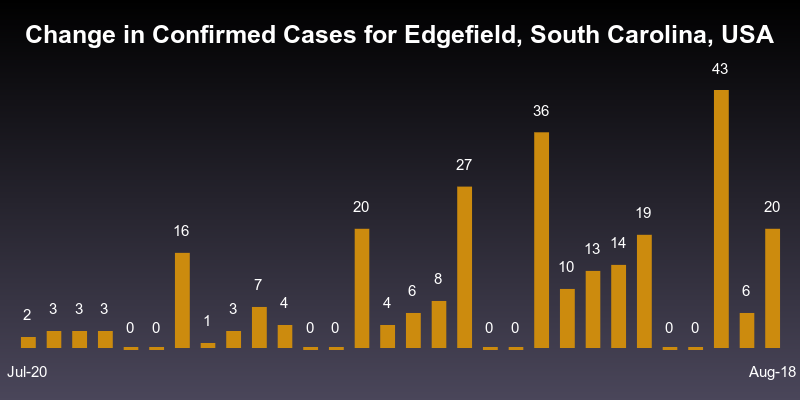 Change in Confirmed Cases for Edgefield, South Carolina, USA
2 3 3 3 0 0 16 1 3 7 4 0 0 20 4 6 8 27 0 0 36 10 13 14 19 0 0 43 6 20
Jul-20 Aug-18